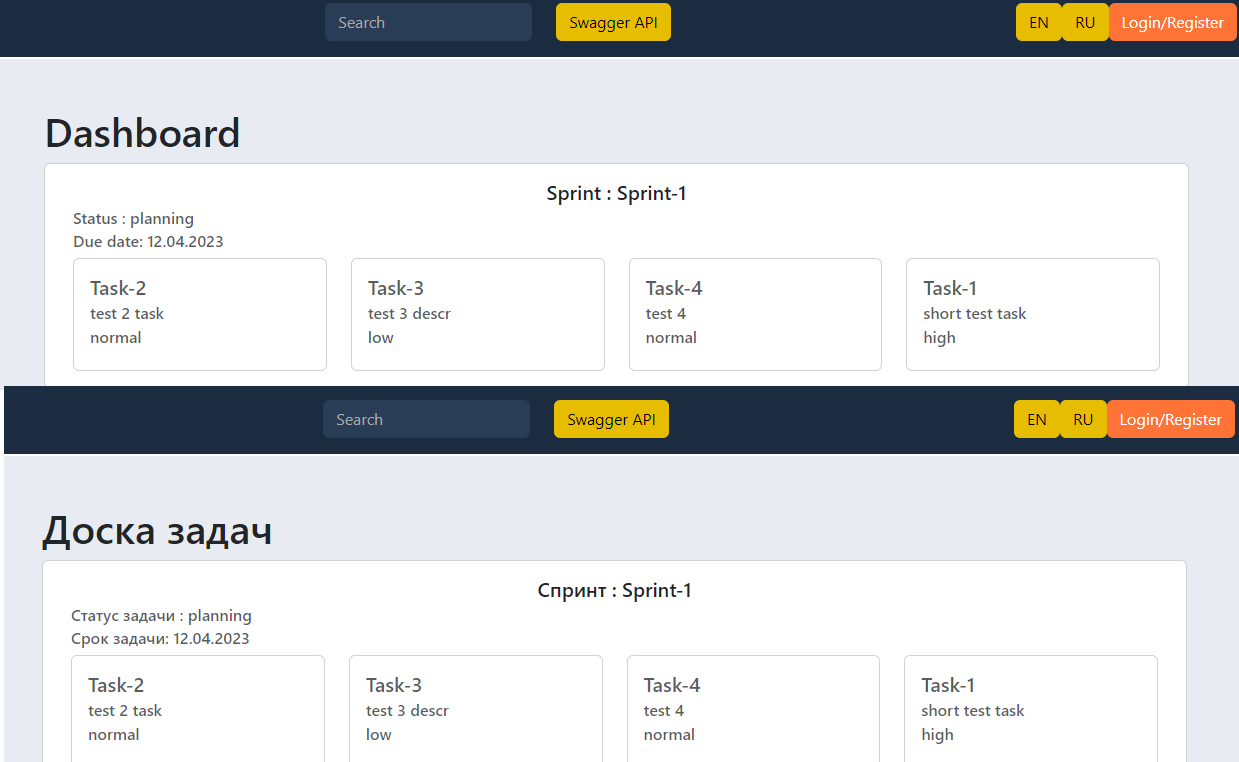 Search Swagger API EN RU Login/Register
Dashboard
Sprint : Sprint-1
Status : planning
Due date: 12.04.2023
Task-2 Task-3 Task-4 Task-1
test 2 task test 3 descr test 4 short test task
normal low normal high
Search Swagger API EN RU Login/Register
Доска задач
Спринт : Sprint-1
Статус задачи : planning
Срок задачи: 12.04.2023
Task-2 Task-3 Task-4 Task-1
test 2 task test 3 descr test 4 short test task
normal low normal high